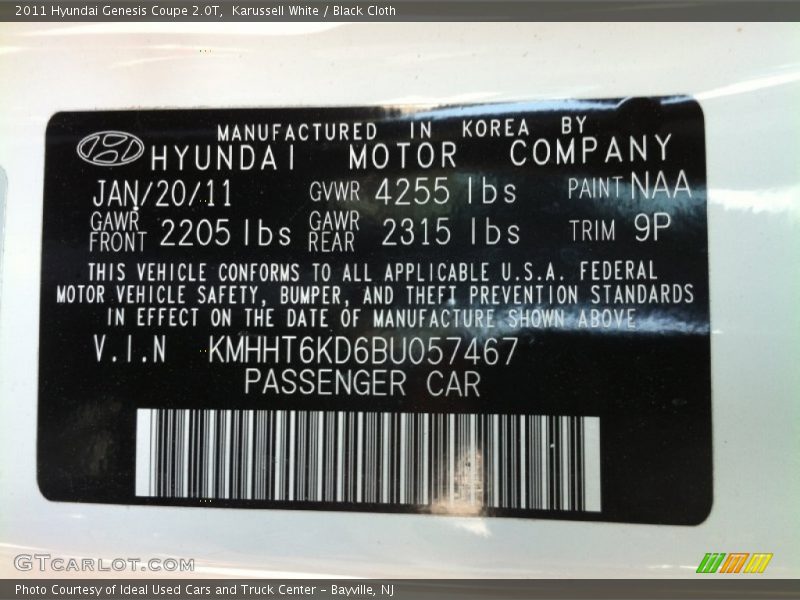 2011 Hyundai Genesis Coupe 2.0T,  Karussell White / Black Cloth
MANUFACTURED IN KOREA BY
HYUNDAI MOTOR COMPANY
JAN/20/11 GVWR 4255 lbs PAINT NAA
GAWR FRONT 2205 lbs GAWR REAR 2315 lbs TRIM 9P
THIS VEHICLE CONFORMS TO ALL APPLICABLE U.S.A. FEDERAL
MOTOR VEHICLE SAFETY, BUMPER, AND THEFT PREVENTION STANDARDS
IN EFFECT ON THE DATE OF MANUFACTURE SHOWN ABOVE
V.I.N KMHHT6KD6BU057467
PASSENGER CAR
GTCARLOT.COM
Photo Courtesy of Ideal Used Cars and Truck Center - Bayville, NJ